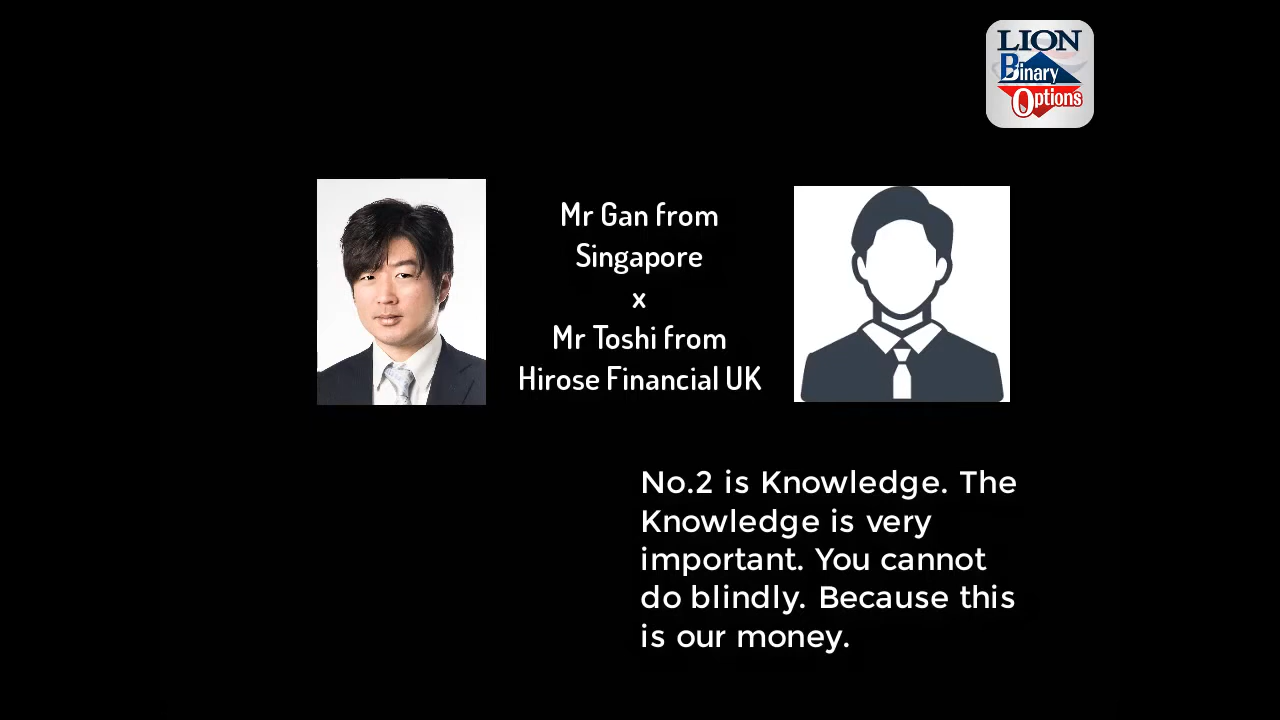 LION
Binary
Options
Mr Gan from
Singapore
x
Mr Toshi from
Hirose Financial UK
No.2 is Knowledge. The
Knowledge is very
important. You cannot
do blindly. Because this
is our money.